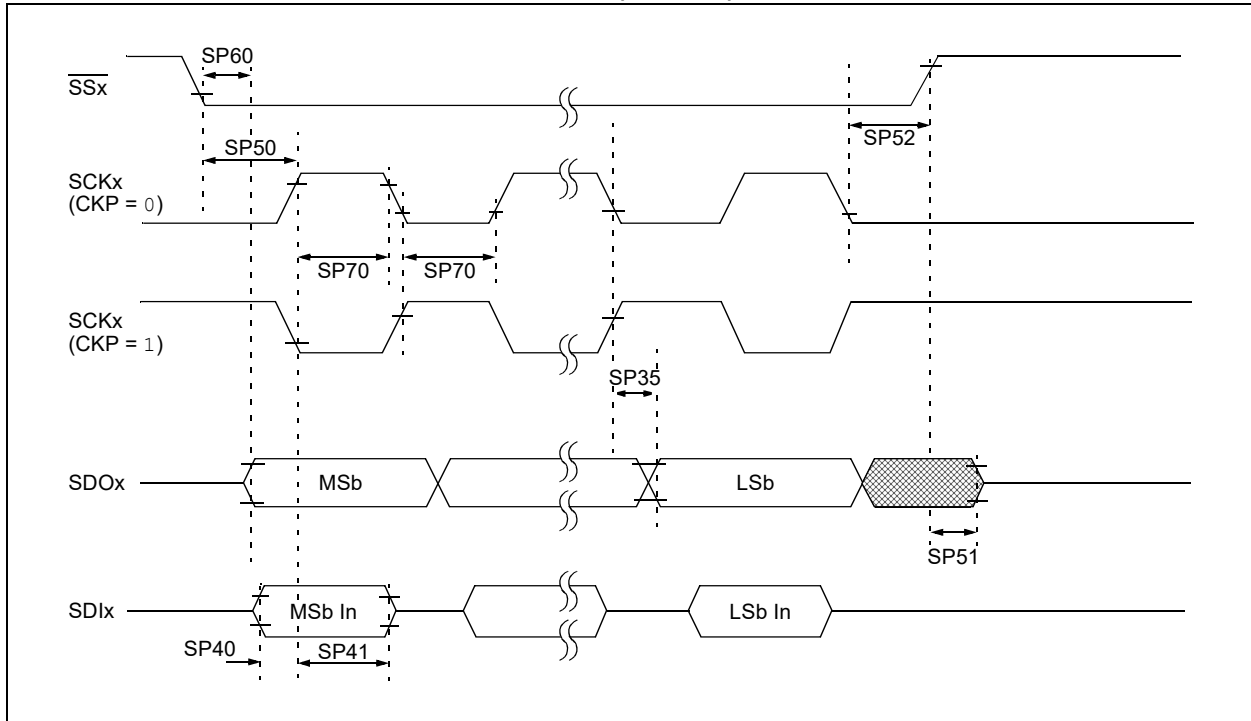 SP60
SSx
SP52
SP50
SCKx
(CKP = 0)
SP70
SP70
SCKx
(CKP = 1)
SP35
SDOx
MSb
LSb
SP51
SDIx
MSb In
LSb In
SP40
SP41